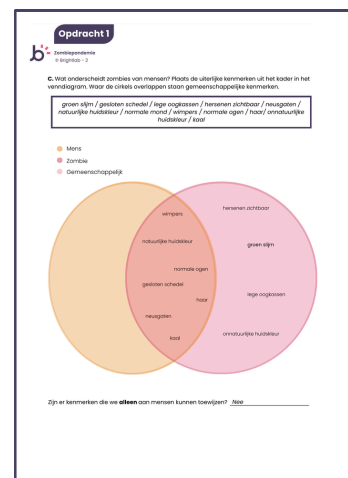 Opdracht 1
b
Zombiependemie
© Brightlab - 2
C. Wat onderscheidt zombies van mensen? Plaats de uiterlijke kenmerken uit het kader in het
venndiagram. Waar de cirkels overlappen staan gemeenschappelijke kenmerken.
groen slijm / gesloten schedel / lege oogkassen / hersenen zichtbaar / neusgaten /
natuurlijke huidskleur / normale mond / wimpers / normale ogen / haar/ onnatuurlijke
huidskleur / kaal
Mens
Zombie
Gemeenschappelijk
wimpers
natuurlijke huidskleur
normale ogen
gesloten schedel
haar
neusgaten
kaal
hersenen zichtbaar
groen slijm
lege oogkassen
onnatuurlijke huidskleur
Zijn er kenmerken die we alleen aan mensen kunnen toewijzen? Nee